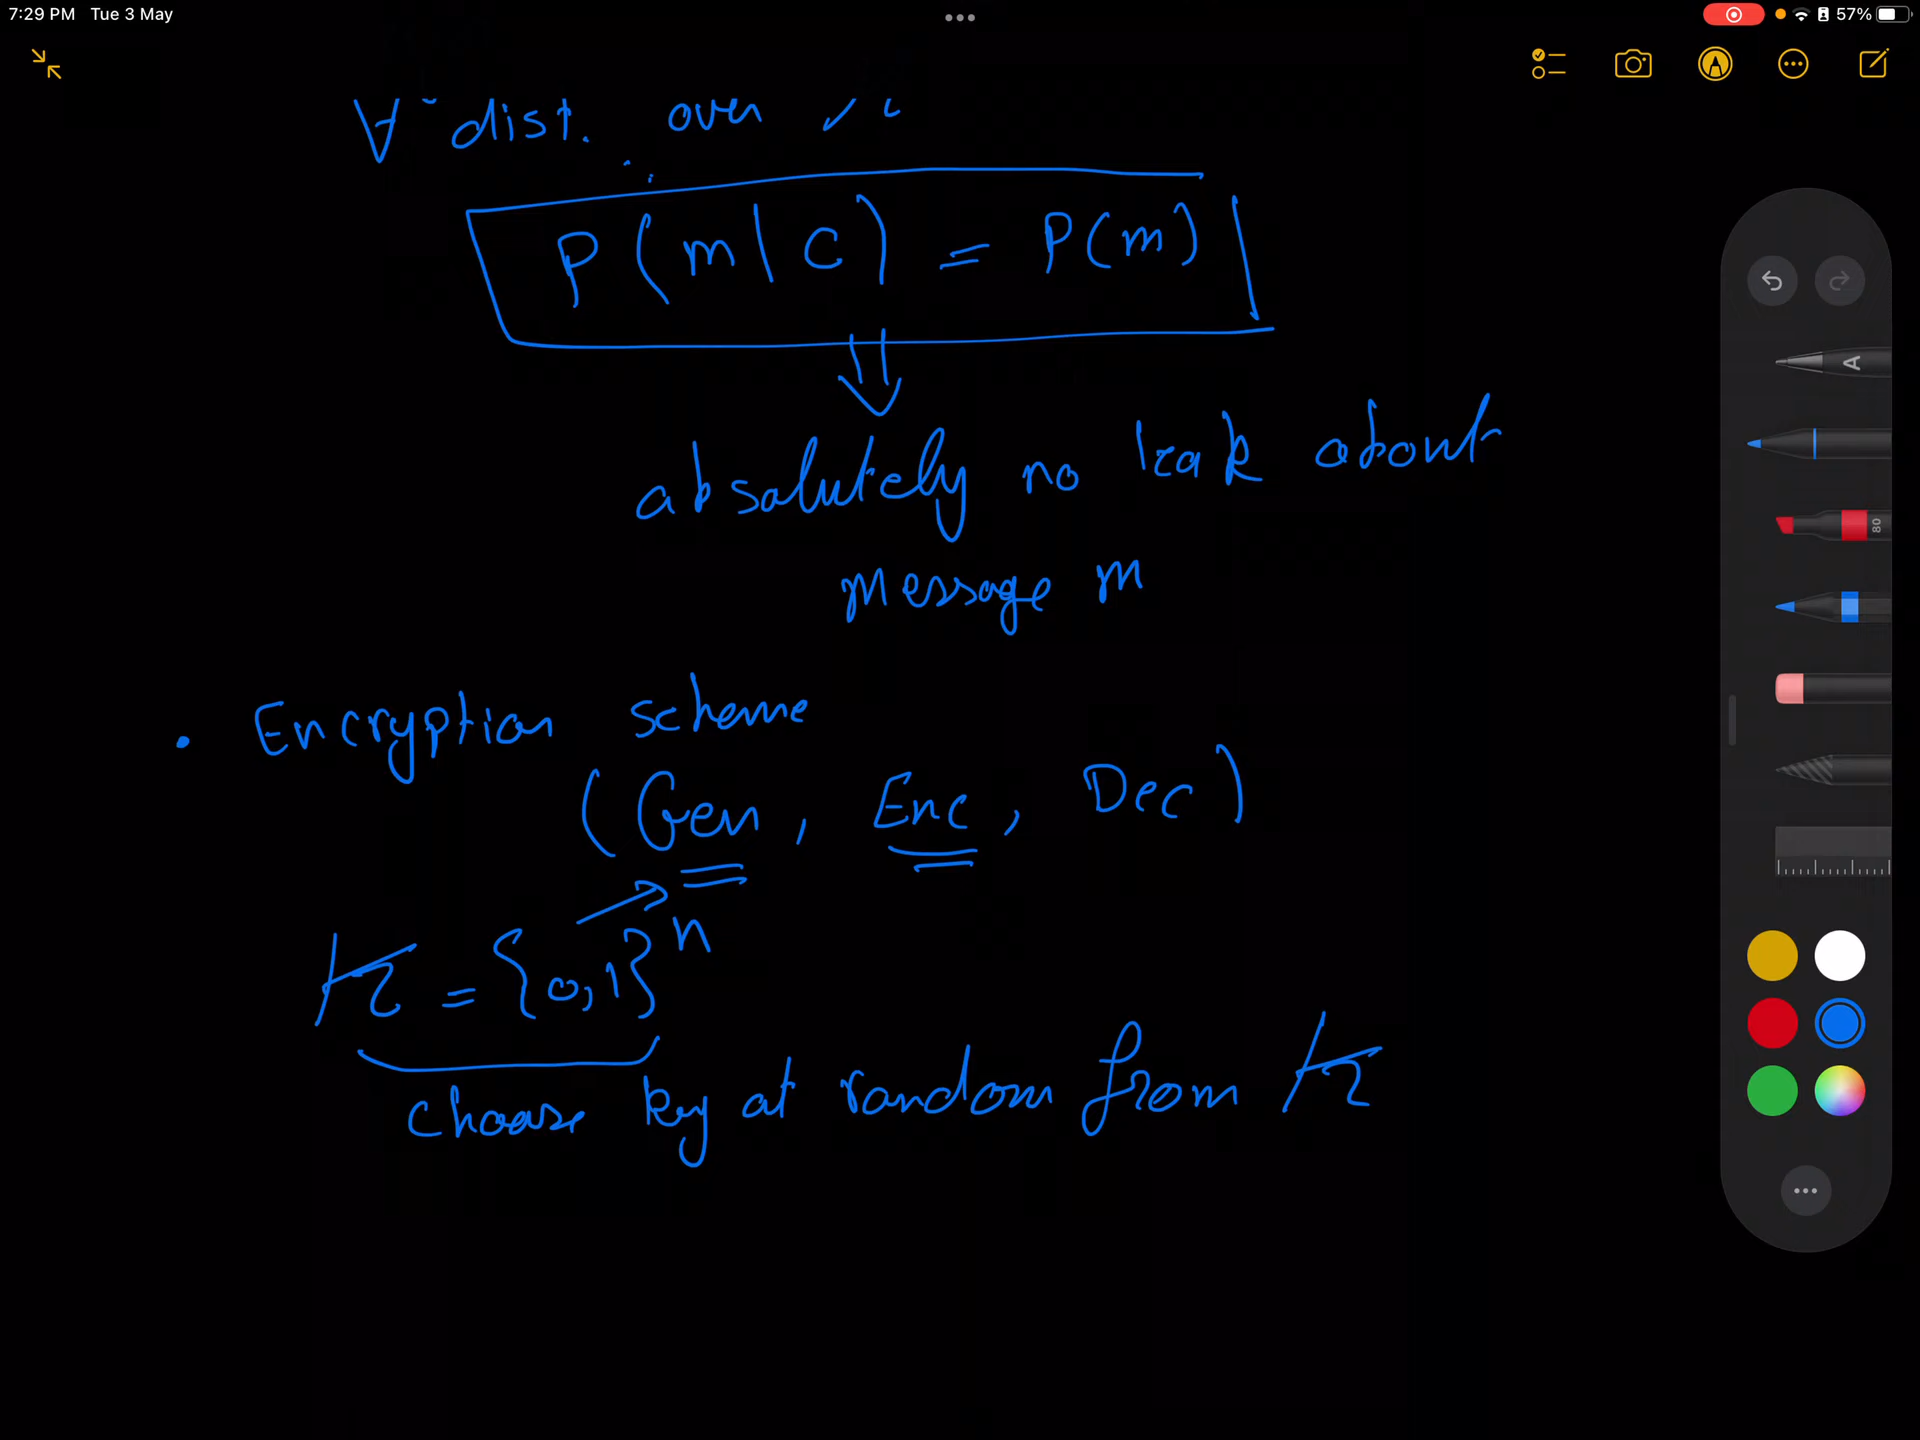 7:29 PM Tue 3 May
57%
∀ dist. over
P(m|c) = P(m)
⇓
absolutely no leak about
message m
• Encryption scheme
(Gen, Enc, Dec)
K = {0,1}^n
choose key at random from K
A
80